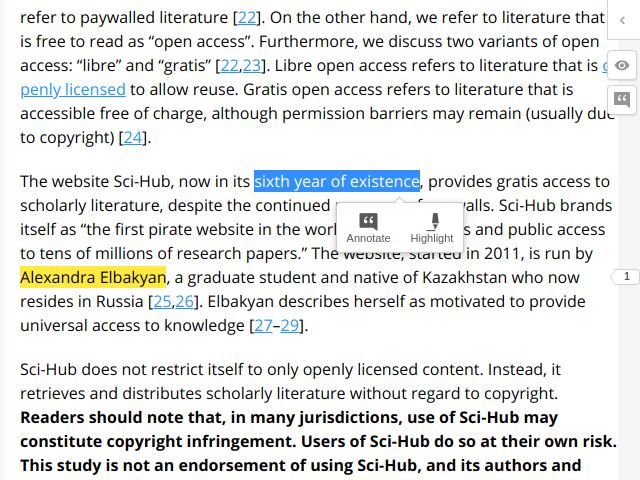 refer to paywalled literature [22]. On the other hand, we refer to literature that
is free to read as “open access”. Furthermore, we discuss two variants of open
access: “libre” and “gratis” [22,23]. Libre open access refers to literature that is
penly licensed to allow reuse. Gratis open access refers to literature that is
accessible free of charge, although permission barriers may remain (usually due
to copyright) [24].
The website Sci-Hub, now in its sixth year of existence, provides gratis access to
scholarly literature, despite the continued walls. Sci-Hub brands
itself as “the first pirate website in the s and public access
Annotate Highlight
to tens of millions of research papers.” The website, started in 2011, is run by
Alexandra Elbakyan, a graduate student and native of Kazakhstan who now
1
resides in Russia [25,26]. Elbakyan describes herself as motivated to provide
universal access to knowledge [27–29].
Sci-Hub does not restrict itself to only openly licensed content. Instead, it
retrieves and distributes scholarly literature without regard to copyright.
Readers should note that, in many jurisdictions, use of Sci-Hub may
constitute copyright infringement. Users of Sci-Hub do so at their own risk.
This study is not an endorsement of using Sci-Hub, and its authors and